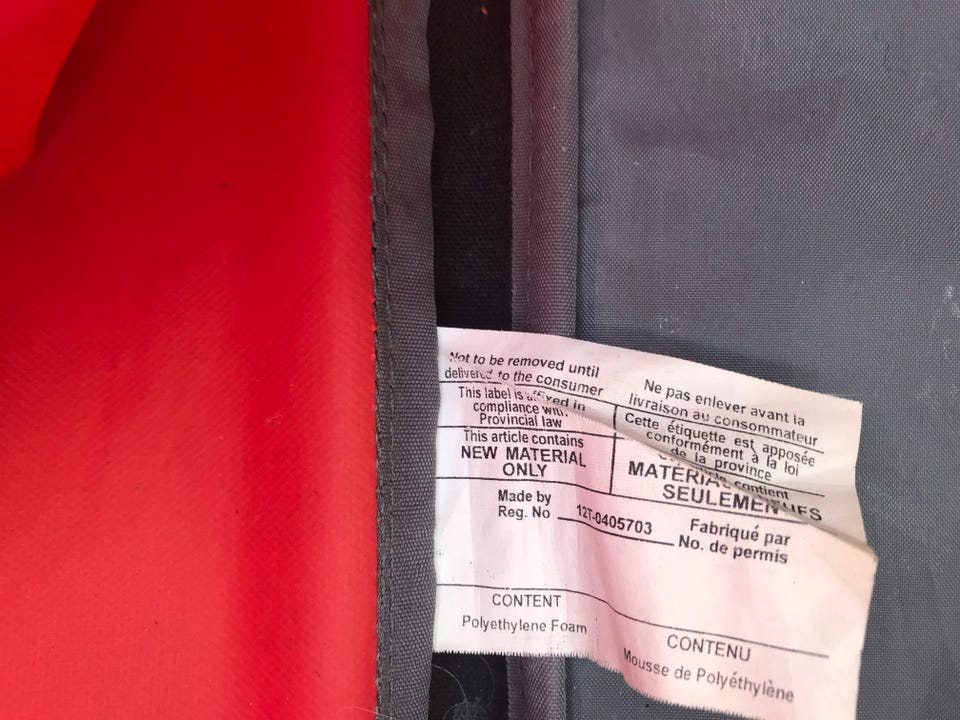 Not to be removed until
delivered to the consumer
This label is affixed in
compliance with
Provincial law
This article contains
NEW MATERIAL
ONLY
Ne pas enlever avant la
livraison au consommateur
Cette étiquette est apposée
conformément à la loi
de la province
contient
SEULEMENT
Made by
Reg. No
12T-0405703
Fabriqué par
No. de permis
CONTENT
Polyethylene Foam
CONTENU
Mousse de Polyéthylène